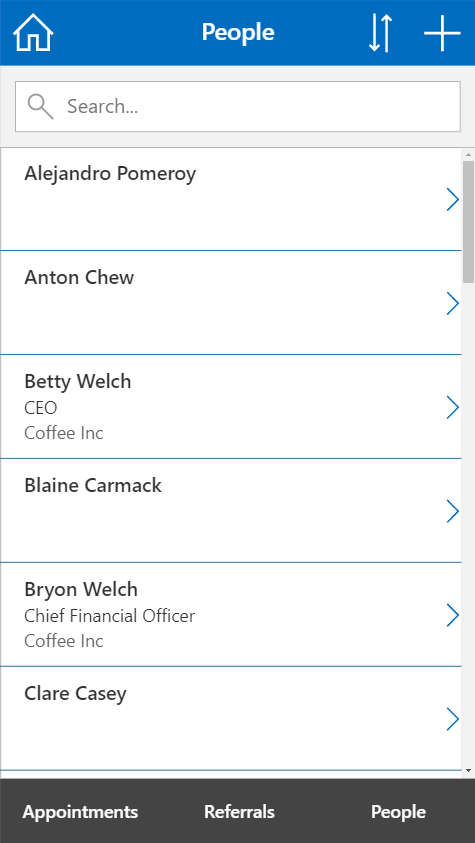 People
Search...
Alejandro Pomeroy
Anton Chew
Betty Welch
CEO
Coffee Inc
Blaine Carmack
Bryon Welch
Chief Financial Officer
Coffee Inc
Clare Casey
Appointments Referrals People